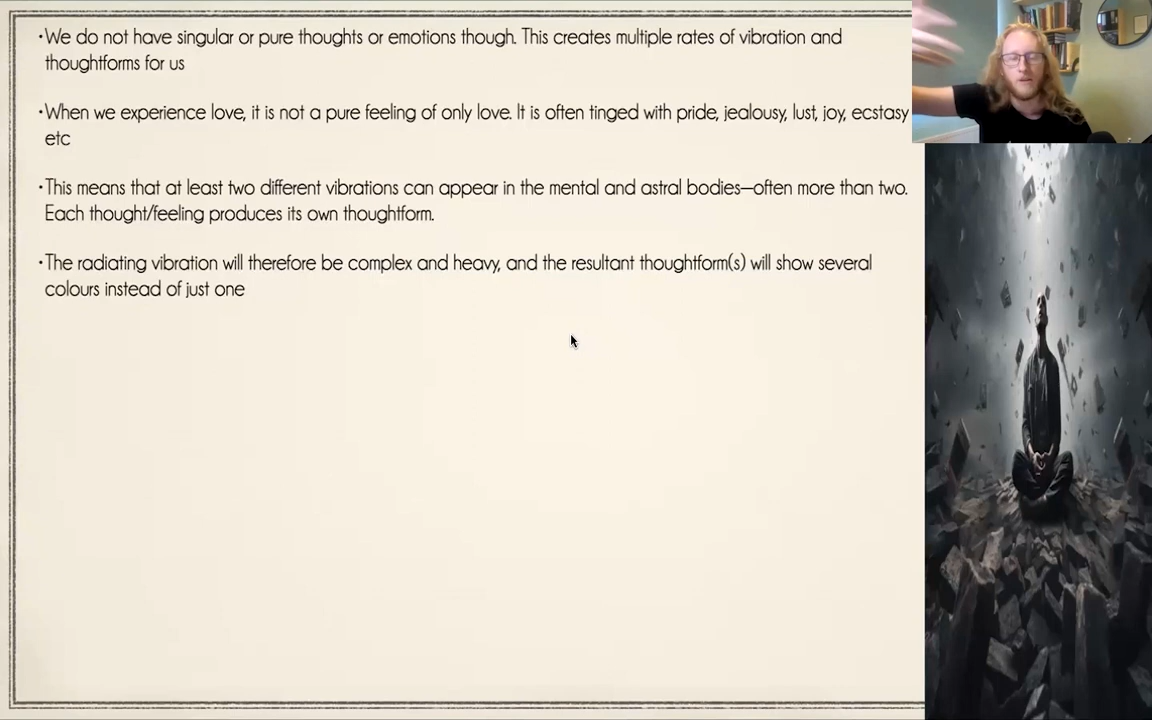 •We do not have singular or pure thoughts or emotions though. This creates multiple rates of vibration and
thoughtforms for us
•When we experience love, it is not a pure feeling of only love. It is often tinged with pride, jealousy, lust, joy, ecstasy
etc
•This means that at least two different vibrations can appear in the mental and astral bodies—often more than two.
Each thought/feeling produces its own thoughtform.
•The radiating vibration will therefore be complex and heavy, and the resultant thoughtform(s) will show several
colours instead of just one